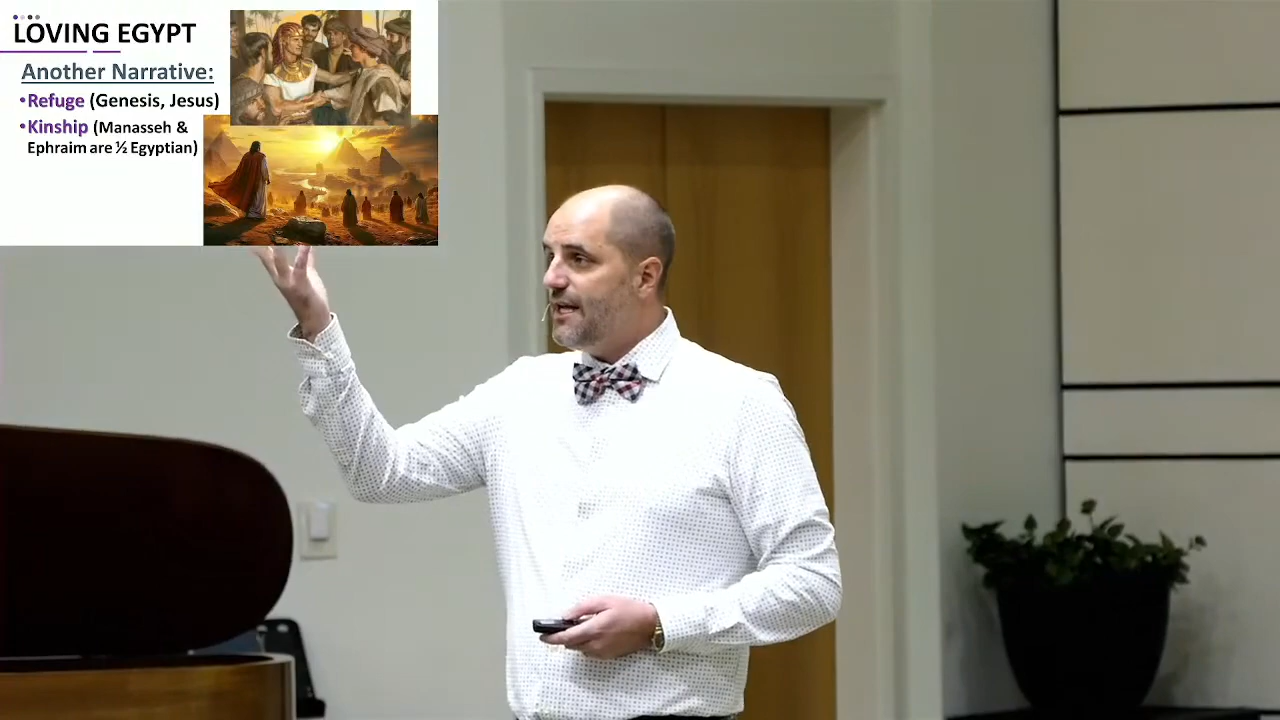 LOVING EGYPT
Another Narrative:
•Refuge (Genesis, Jesus)
•Kinship (Manasseh &
Ephraim are ½ Egyptian)